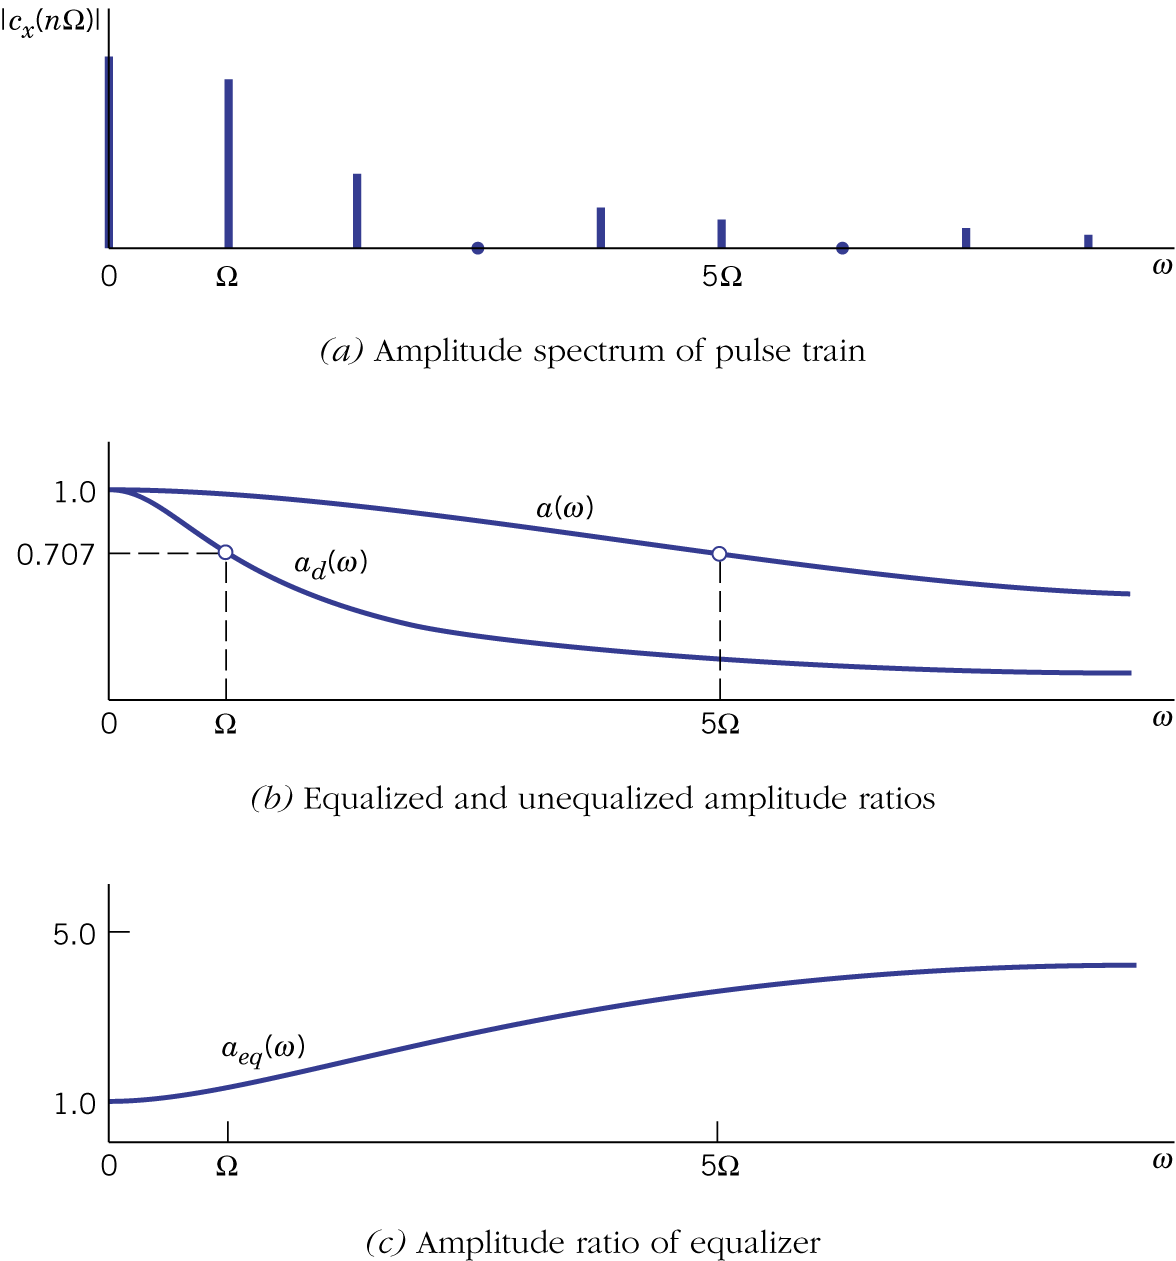 |c_x(nΩ)|
0 Ω 5Ω ω
(a) Amplitude spectrum of pulse train
1.0
a(ω)
0.707
a_d(ω)
0 Ω 5Ω ω
(b) Equalized and unequalized amplitude ratios
5.0
a_eq(ω)
1.0
0 Ω 5Ω ω
(c) Amplitude ratio of equalizer